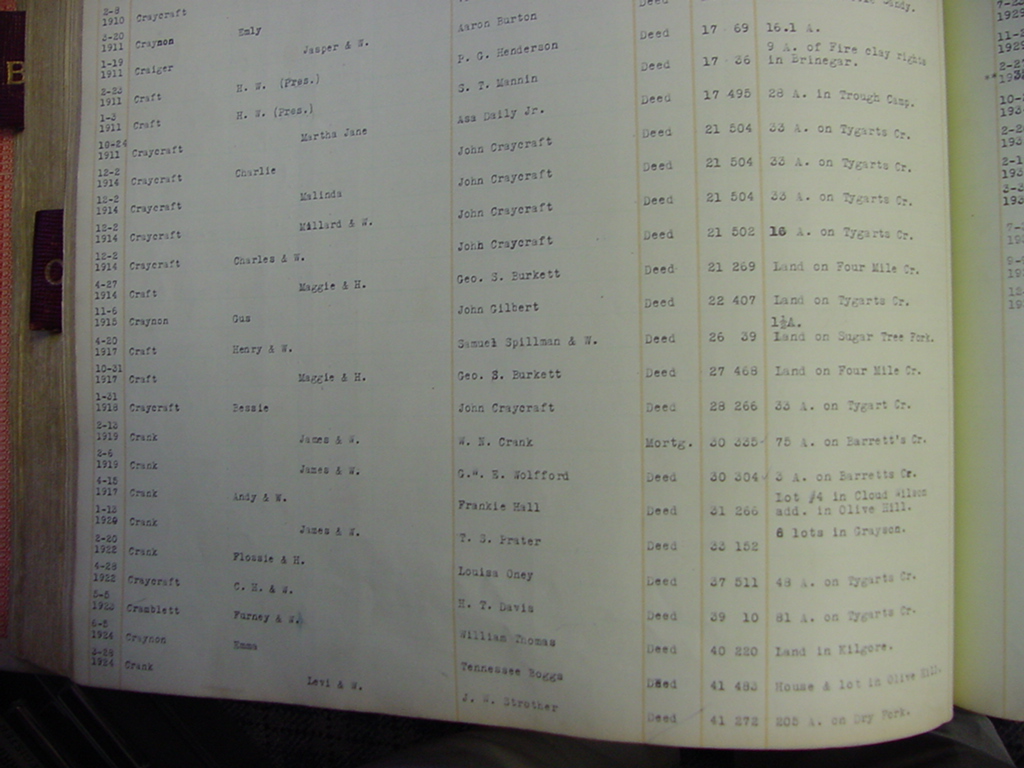 B
C
2-8 1910 Craycraft
3-20 1911 Craynon Emly
1-19 1911 Craiger Jasper & W. Aaron Burton Deed
2-23 1911 Craft H. W. (Pres.) P. G. Henderson Deed 17 69 16.1 A.
1-3 1911 Craft H. W. (Pres.) S. T. Mannin Deed 17 36 9 A. of Fire clay rights in Brinegar.
10-24 1911 Craycraft Martha Jane Asa Daily Jr. Deed 17 495 28 A. in Trough Camp.
12-2 1914 Craycraft Charlie John Craycraft Deed 21 504 33 A. on Tygarts Cr.
12-2 1914 Craycraft Malinda John Craycraft Deed 21 504 33 A. on Tygarts Cr.
12-2 1914 Craycraft Millard & W. John Craycraft Deed 21 504 33 A. on Tygarts Cr.
12-2 1914 Craycraft Charles & W. John Craycraft Deed 21 502 16 A. on Tygarts Cr.
4-27 1914 Craft Maggie & H. Geo. S. Burkett Deed 21 269 Land on Four Mile Cr.
11-6 1915 Craynon Gus John Gilbert Deed 22 407 Land on Tygarts Cr.
4-20 1917 Craft Henry & W. Samuel Spillman & W. Deed 26 39 1½A. Land on Sugar Tree Fork.
10-31 1917 Craft Maggie & H. Geo. S. Burkett Deed 27 468 Land on Four Mile Cr.
1-31 1918 Craycraft Bessie John Craycraft Deed 28 266 33 A. on Tygart Cr.
2-13 1919 Crank James & W. W. N. Crank Mortg. 30 335 75 A. on Barrett's Cr.
2-6 1919 Crank James & W. G.W. E. Wolfford Deed 30 304 3 A. on Barretts Cr.
4-15 1917 Crank Andy & W. Frankie Hall Deed 31 266 Lot #4 in Cloud Wilson add. in Olive Hill.
1-13 1920 Crank James & W. T. S. Prater Deed 33 152 6 lots in Grayson.
2-20 1922 Crank Flossie & H. Louisa Oney Deed 37 511 48 A. on Tygarts Cr.
4-28 1922 Craycraft C. H. & W. H. T. Davis Deed 39 10 81 A. on Tygarts Cr.
5-5 1923 Cramblett Furney & W. William Thomas Deed 40 220 Land in Kilgore.
1924 Craynon Emma Tennessee Boggs Deed 41 483 House & lot in Olive Hill.
3-28 1924 Crank Levi & W. J. W. Strother Deed 41 272 205 A. on Dry Fork.